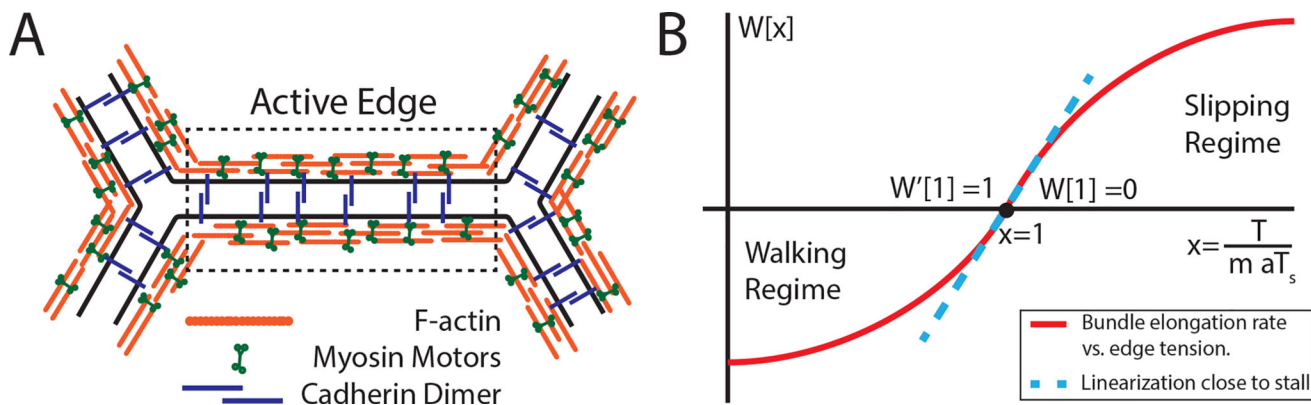 A
Active Edge
F-actin
Myosin Motors
Cadherin Dimer
B
W[x]
Slipping
Regime
W'[1] =1
W[1] =0
x=1
x= T
m aTₛ
Walking
Regime
Bundle elongation rate
vs. edge tension.
Linearization close to stall